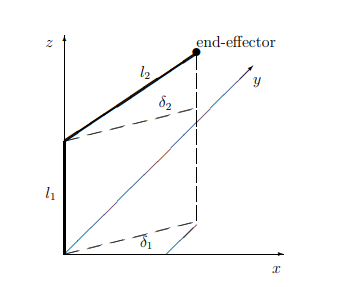 end-effector
z
l₂
y
δ₂
l₁
δ₁
x